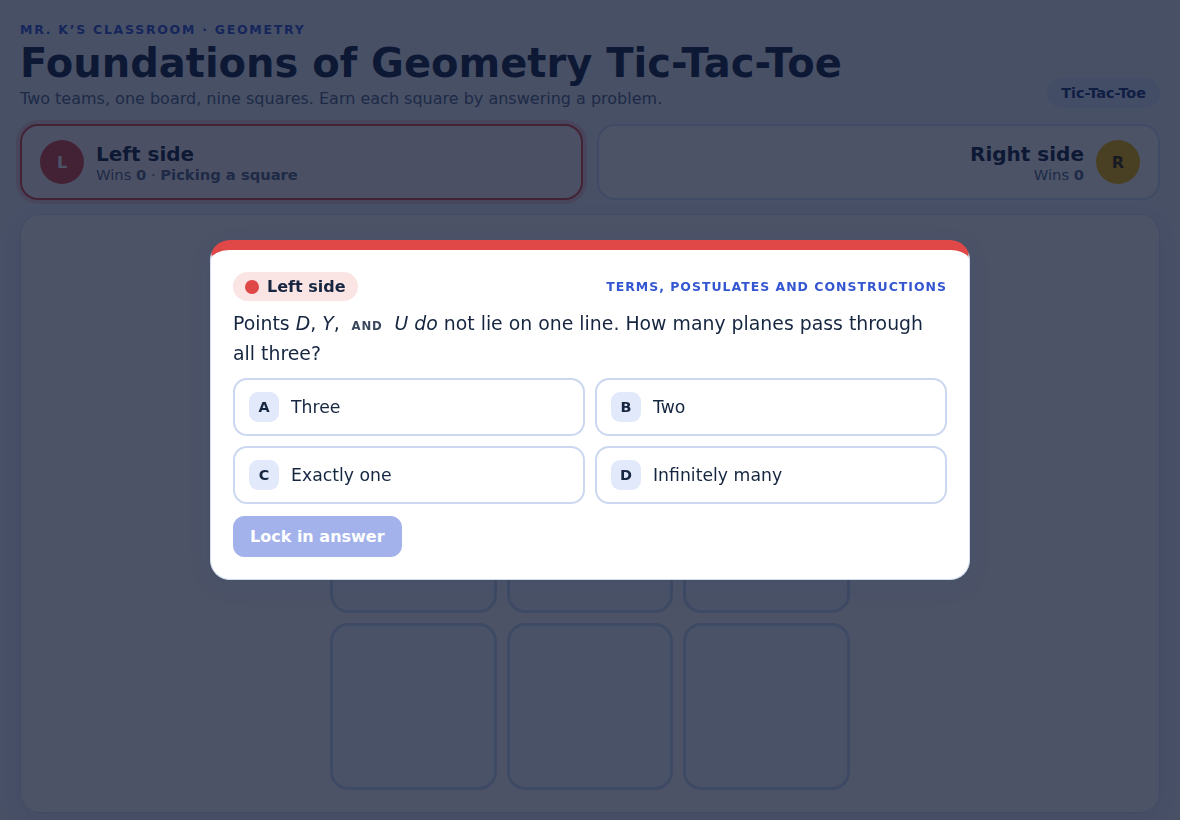 MR. K'S CLASSROOM · GEOMETRY
Foundations of Geometry Tic-Tac-Toe
Two teams, one board, nine squares. Earn each square by answering a problem.
Tic-Tac-Toe
L
Left side
Wins 0 · Picking a square
Right side
Wins 0
R
Left side
TERMS, POSTULATES AND CONSTRUCTIONS
Points D, Y, AND U do not lie on one line. How many planes pass through
all three?
A Three
B Two
C Exactly one
D Infinitely many
Lock in answer